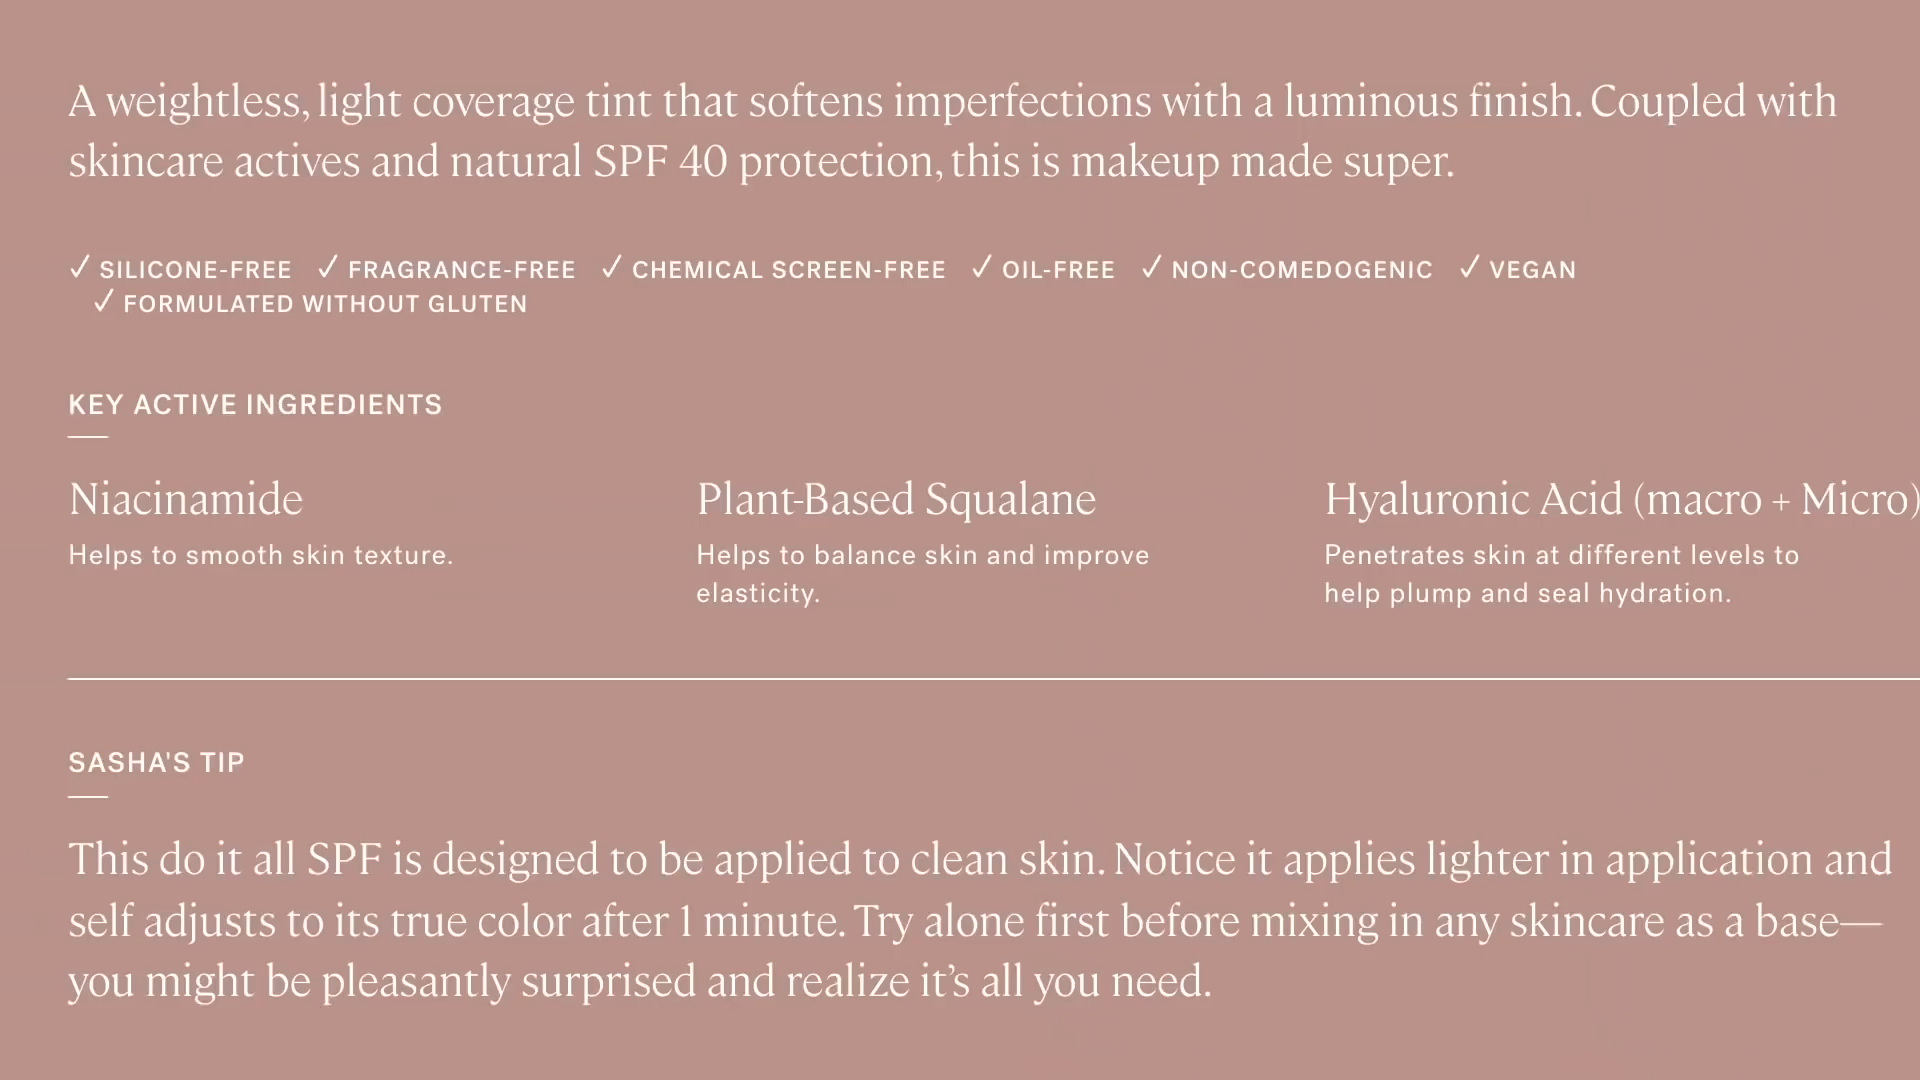 A weightless, light coverage tint that softens imperfections with a luminous finish. Coupled with
skincare actives and natural SPF 40 protection, this is makeup made super.
✓ SILICONE-FREE ✓ FRAGRANCE-FREE ✓ CHEMICAL SCREEN-FREE ✓ OIL-FREE ✓ NON-COMEDOGENIC ✓ VEGAN
✓ FORMULATED WITHOUT GLUTEN
KEY ACTIVE INGREDIENTS
Niacinamide
Helps to smooth skin texture.
Plant-Based Squalane
Helps to balance skin and improve
elasticity.
Hyaluronic Acid (macro + Micro)
Penetrates skin at different levels to
help plump and seal hydration.
SASHA'S TIP
This do it all SPF is designed to be applied to clean skin. Notice it applies lighter in application and
self adjusts to its true color after 1 minute. Try alone first before mixing in any skincare as a base—
you might be pleasantly surprised and realize it’s all you need.